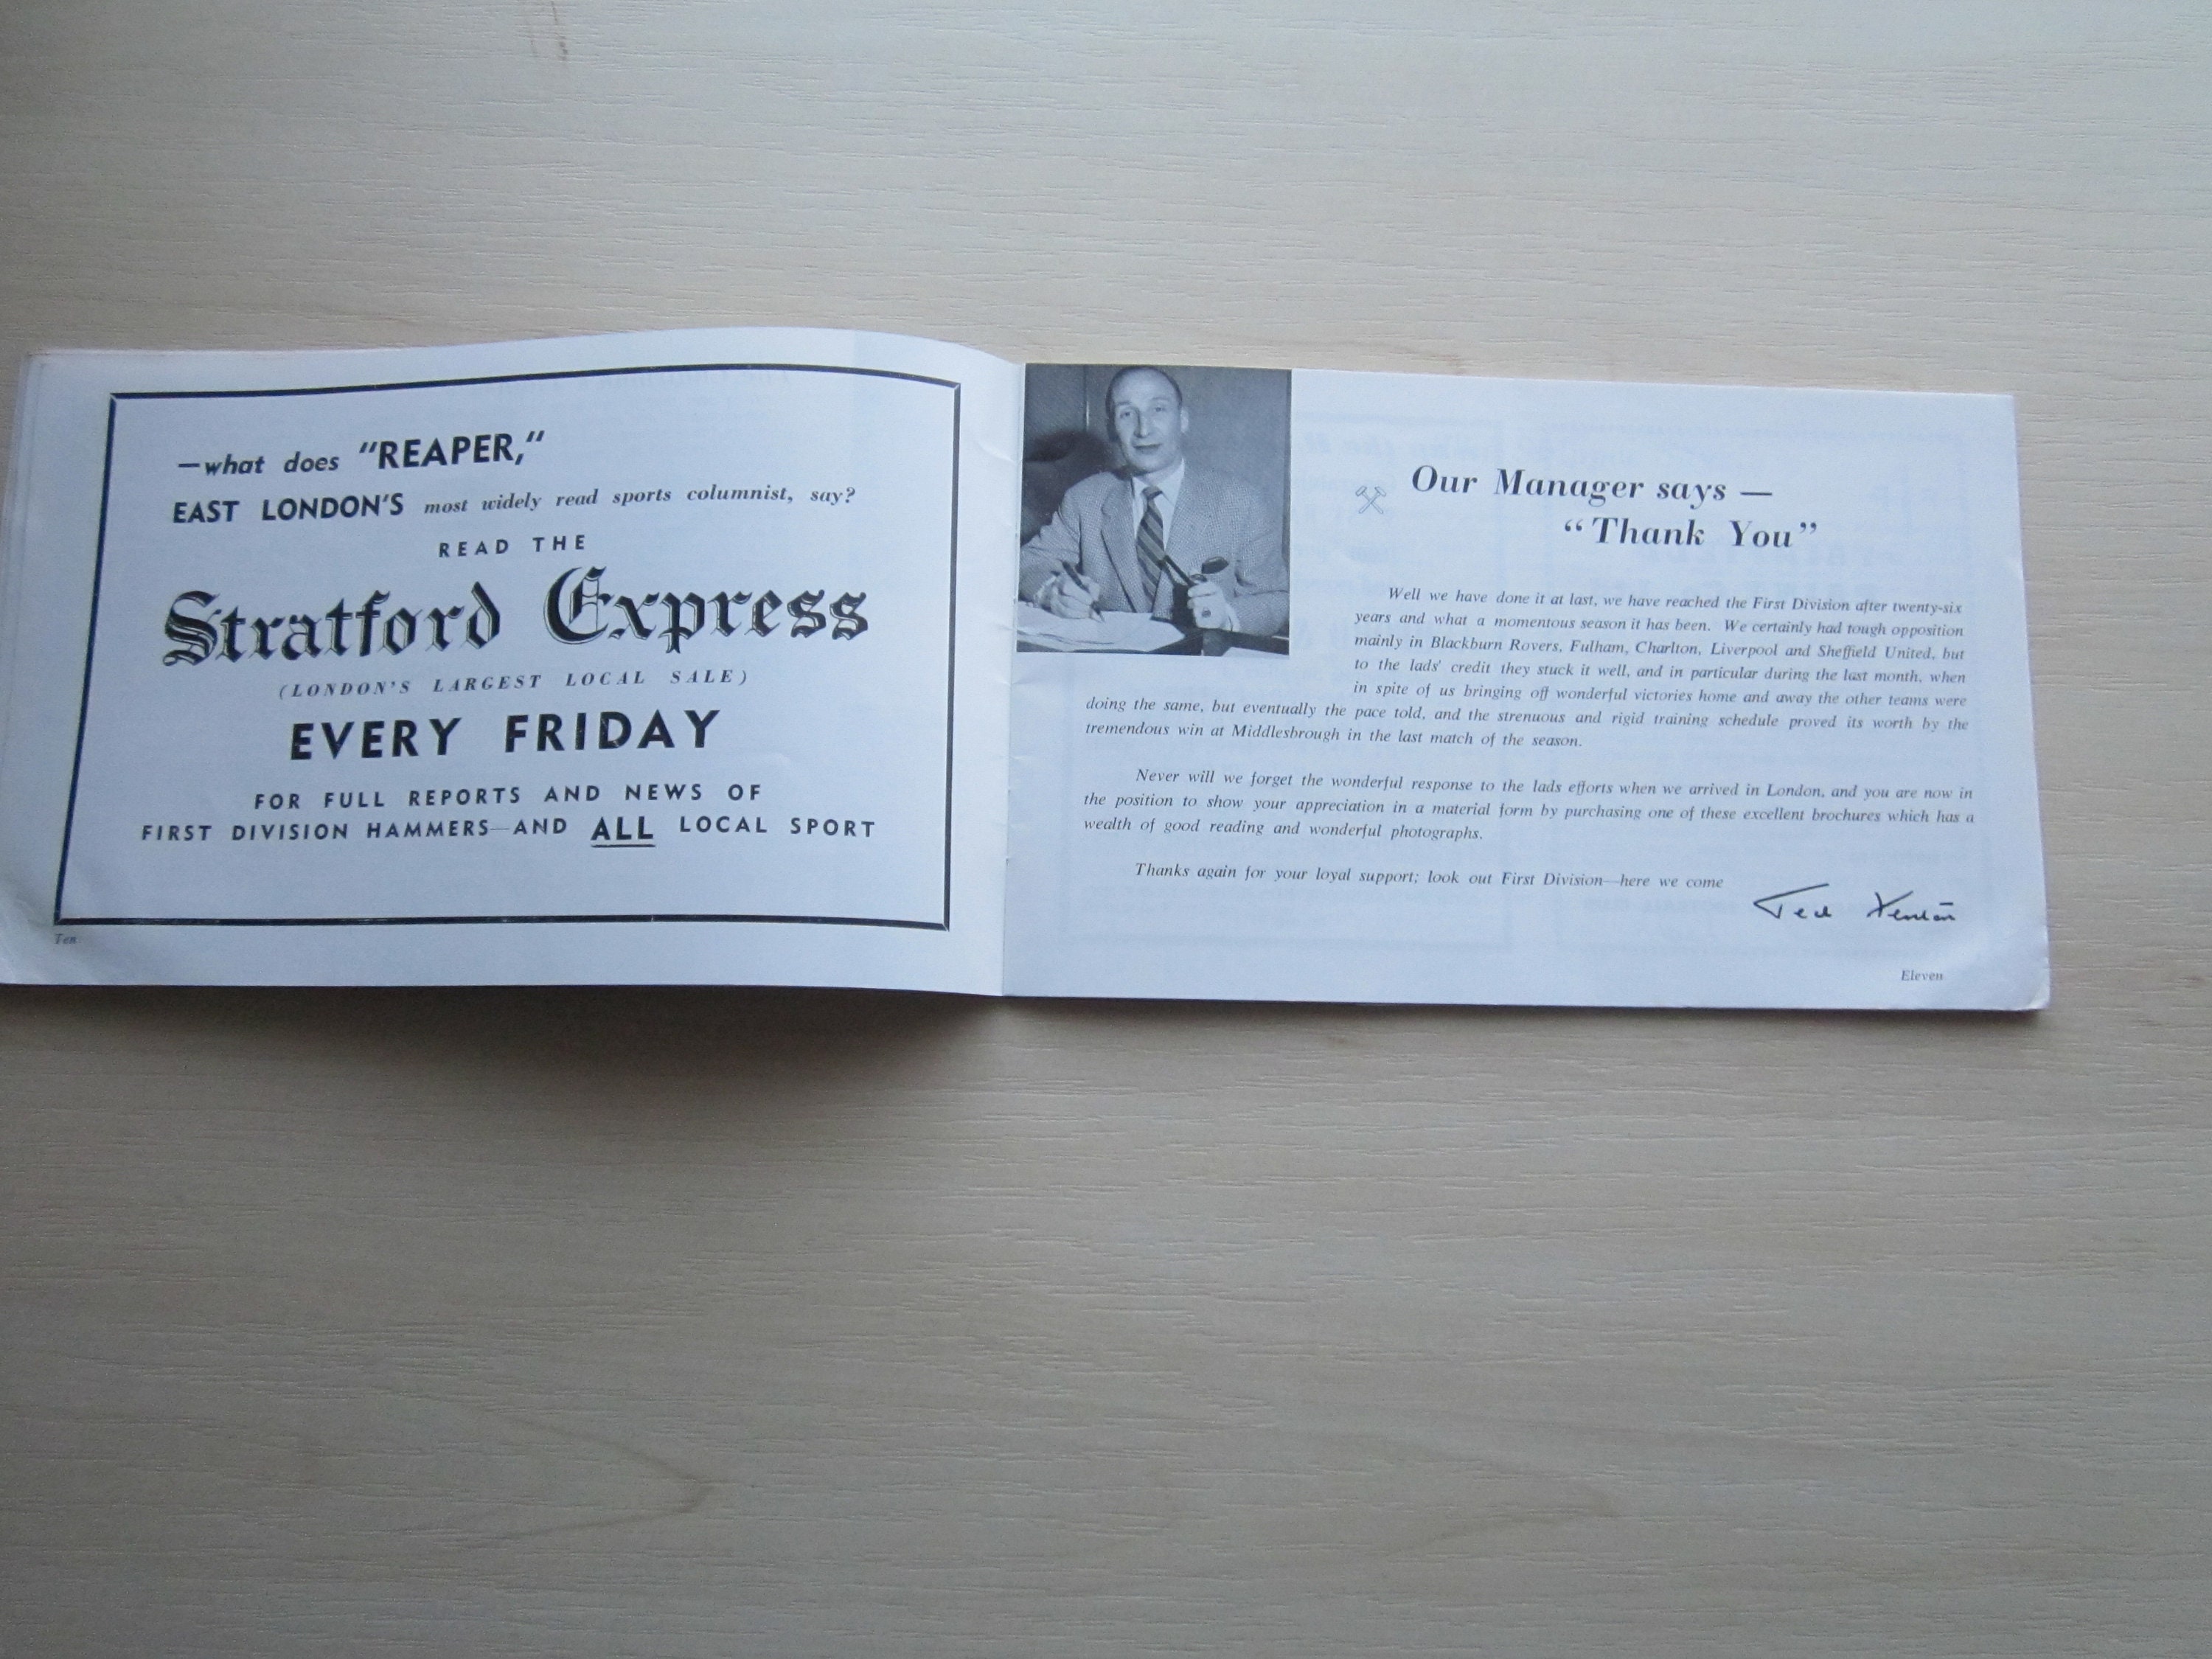 —what does "REAPER,"
EAST LONDON'S most widely read sports columnist, say?
READ THE
Stratford Express
(LONDON'S LARGEST LOCAL SALE)
EVERY FRIDAY
FOR FULL REPORTS AND NEWS OF
FIRST DIVISION HAMMERS—AND ALL LOCAL SPORT
Ten
Our Manager says —
"Thank You"
Well we have done it at last, we have reached the First Division after twenty-six
years and what a momentous season it has been. We certainly had tough opposition
mainly in Blackburn Rovers, Fulham, Charlton, Liverpool and Sheffield United, but
to the lads' credit they stuck it well, and in particular during the last month, when
in spite of us bringing off wonderful victories home and away the other teams were
doing the same, but eventually the pace told, and the strenuous and rigid training schedule proved its worth by the
tremendous win at Middlesbrough in the last match of the season.
Never will we forget the wonderful response to the lads efforts when we arrived in London, and you are now in
the position to show your appreciation in a material form by purchasing one of these excellent brochures which has a
wealth of good reading and wonderful photographs.
Thanks again for your loyal support; look out First Division—here we come
Ted Fenton
Eleven